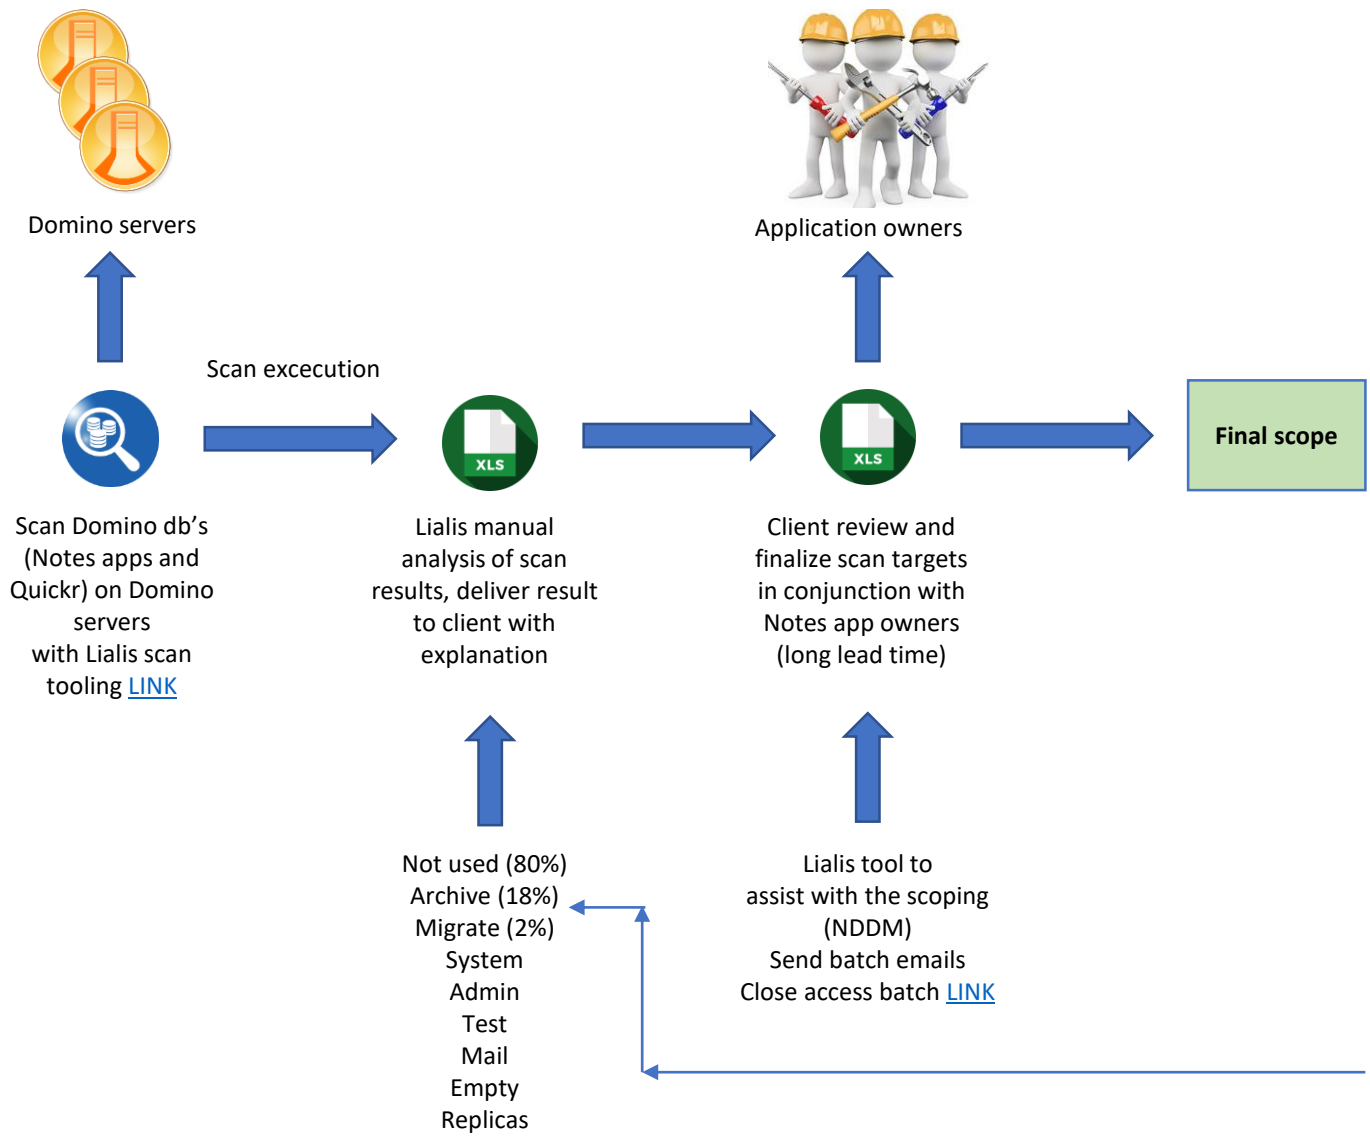 Domino servers
Application owners
Scan excecution
XLS
XLS
Final scope
Scan Domino db's
(Notes apps and
Quickr) on Domino
servers
with Lialis scan
tooling LINK
Lialis manual
analysis of scan
results, deliver result
to client with
explanation
Client review and
finalize scan targets
in conjunction with
Notes app owners
(long lead time)
Not used (80%)
Archive (18%)
Migrate (2%)
System
Admin
Test
Mail
Empty
Replicas
Lialis tool to
assist with the scoping
(NDDM)
Send batch emails
Close access batch LINK